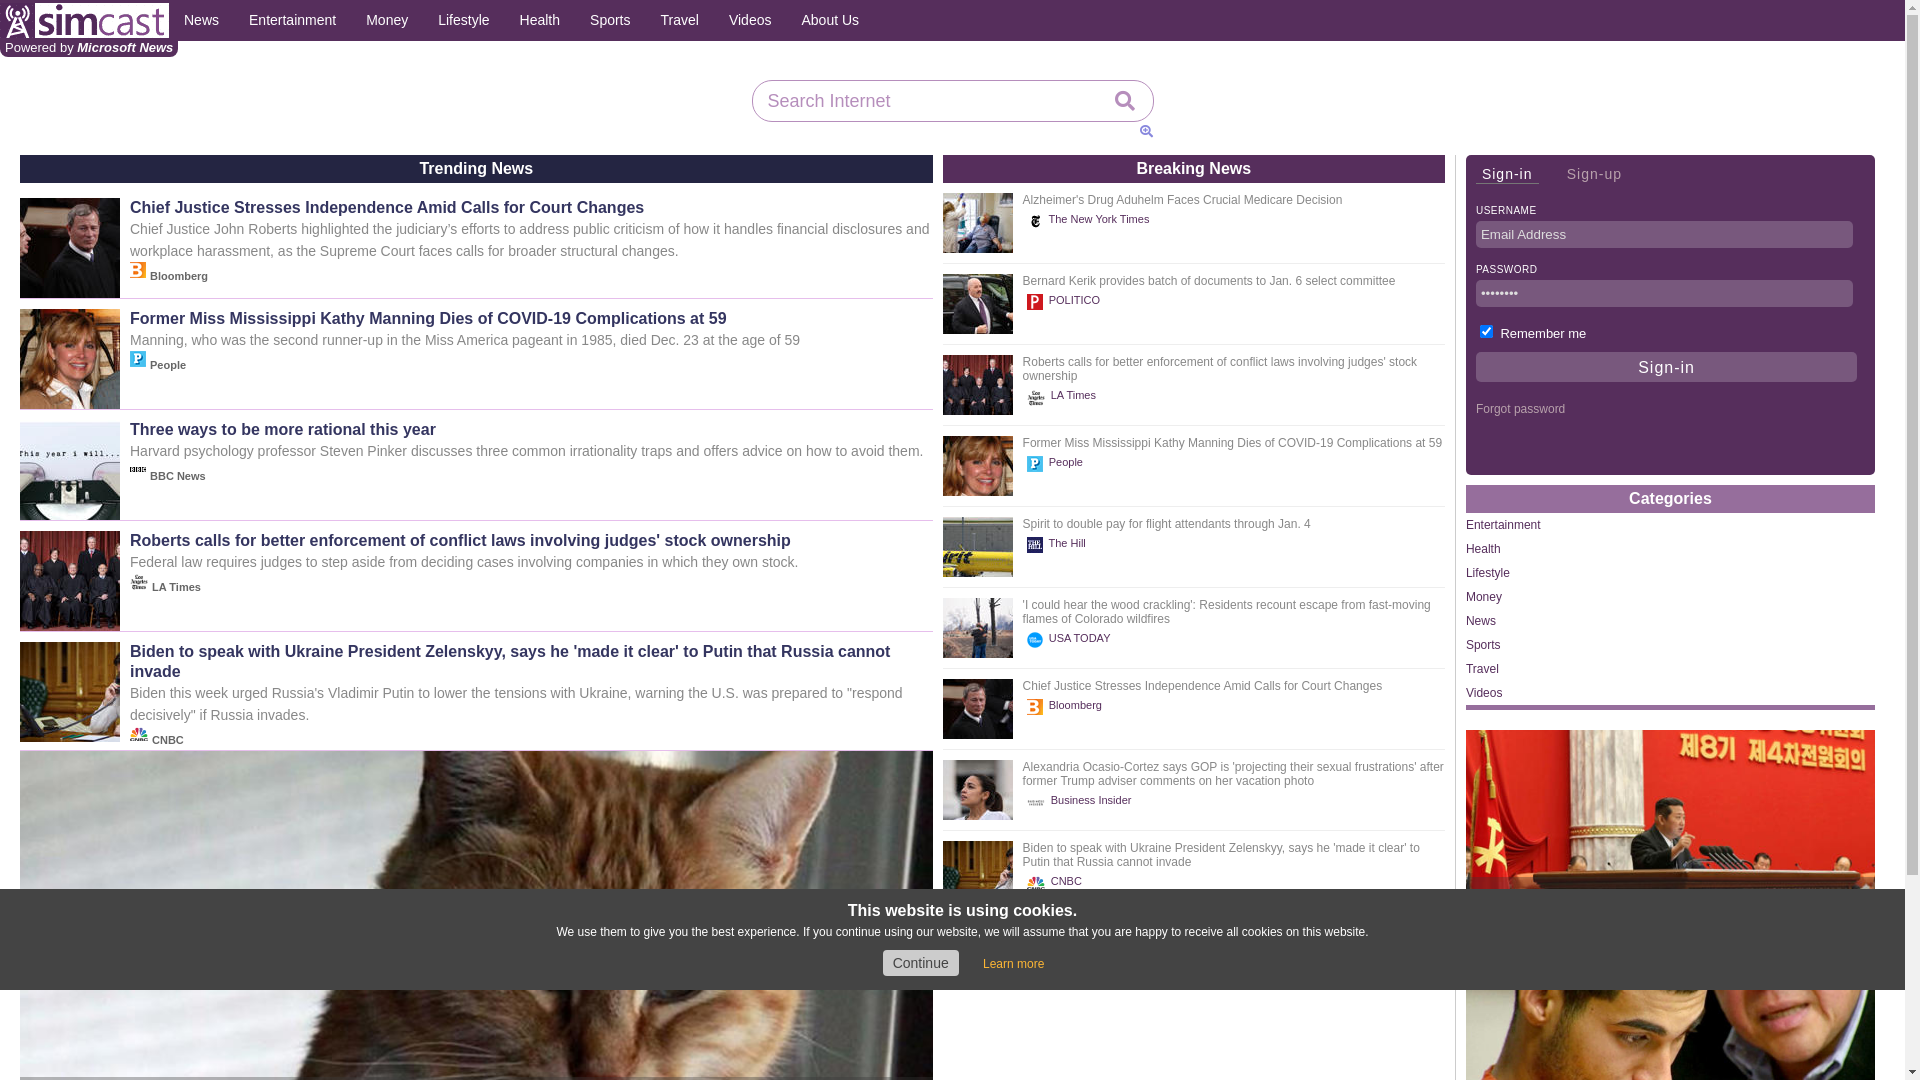 simcast
News Entertainment Money Lifestyle Health Sports Travel Videos About Us
Powered by Microsoft News
Search Internet
Trending News
Chief Justice Stresses Independence Amid Calls for Court Changes
Chief Justice John Roberts highlighted the judiciary's efforts to address public criticism of how it handles financial disclosures and
workplace harassment, as the Supreme Court faces calls for broader structural changes.
Bloomberg
Former Miss Mississippi Kathy Manning Dies of COVID-19 Complications at 59
Manning, who was the second runner-up in the Miss America pageant in 1985, died Dec. 23 at the age of 59
People
This year i will...
Three ways to be more rational this year
Harvard psychology professor Steven Pinker discusses three common irrationality traps and offers advice on how to avoid them.
BBC News
Roberts calls for better enforcement of conflict laws involving judges' stock ownership
Federal law requires judges to step aside from deciding cases involving companies in which they own stock.
LA Times
Biden to speak with Ukraine President Zelenskyy, says he 'made it clear' to Putin that Russia cannot
invade
Biden this week urged Russia's Vladimir Putin to lower the tensions with Ukraine, warning the U.S. was prepared to "respond
decisively" if Russia invades.
CNBC
Breaking News
Alzheimer's Drug Aduhelm Faces Crucial Medicare Decision
The New York Times
Bernard Kerik provides batch of documents to Jan. 6 select committee
POLITICO
Roberts calls for better enforcement of conflict laws involving judges' stock
ownership
LA Times
Former Miss Mississippi Kathy Manning Dies of COVID-19 Complications at 59
People
Spirit to double pay for flight attendants through Jan. 4
The Hill
'I could hear the wood crackling': Residents recount escape from fast-moving
flames of Colorado wildfires
USA TODAY
Chief Justice Stresses Independence Amid Calls for Court Changes
Bloomberg
Alexandria Ocasio-Cortez says GOP is 'projecting their sexual frustrations' after
former Trump adviser comments on her vacation photo
Business Insider
Biden to speak with Ukraine President Zelenskyy, says he 'made it clear' to
Putin that Russia cannot invade
CNBC
Sign-in Sign-up
USERNAME
Email Address
PASSWORD
••••••••
Remember me
Sign-in
Forgot password
Categories
Entertainment
Health
Lifestyle
Money
News
Sports
Travel
Videos
제8기 제4차전원회의
This website is using cookies.
We use them to give you the best experience. If you continue using our website, we will assume that you are happy to receive all cookies on this website.
Continue Learn more